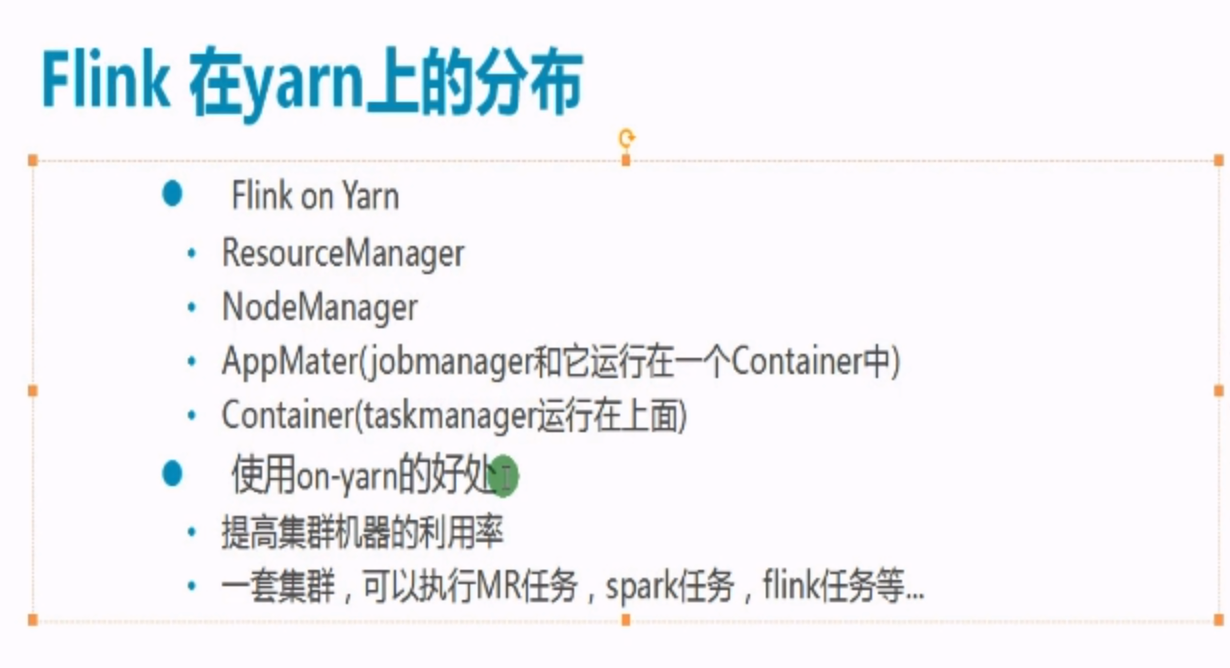 Flink 在yarn上的分布
Flink on Yarn
ResourceManager
NodeManager
AppMater(jobmanager和它运行在一个Container中)
Container(taskmanager运行在上面)
使用on-yarn的好处
提高集群机器的利用率
一套集群，可以执行MR任务，spark任务，flink任务等...